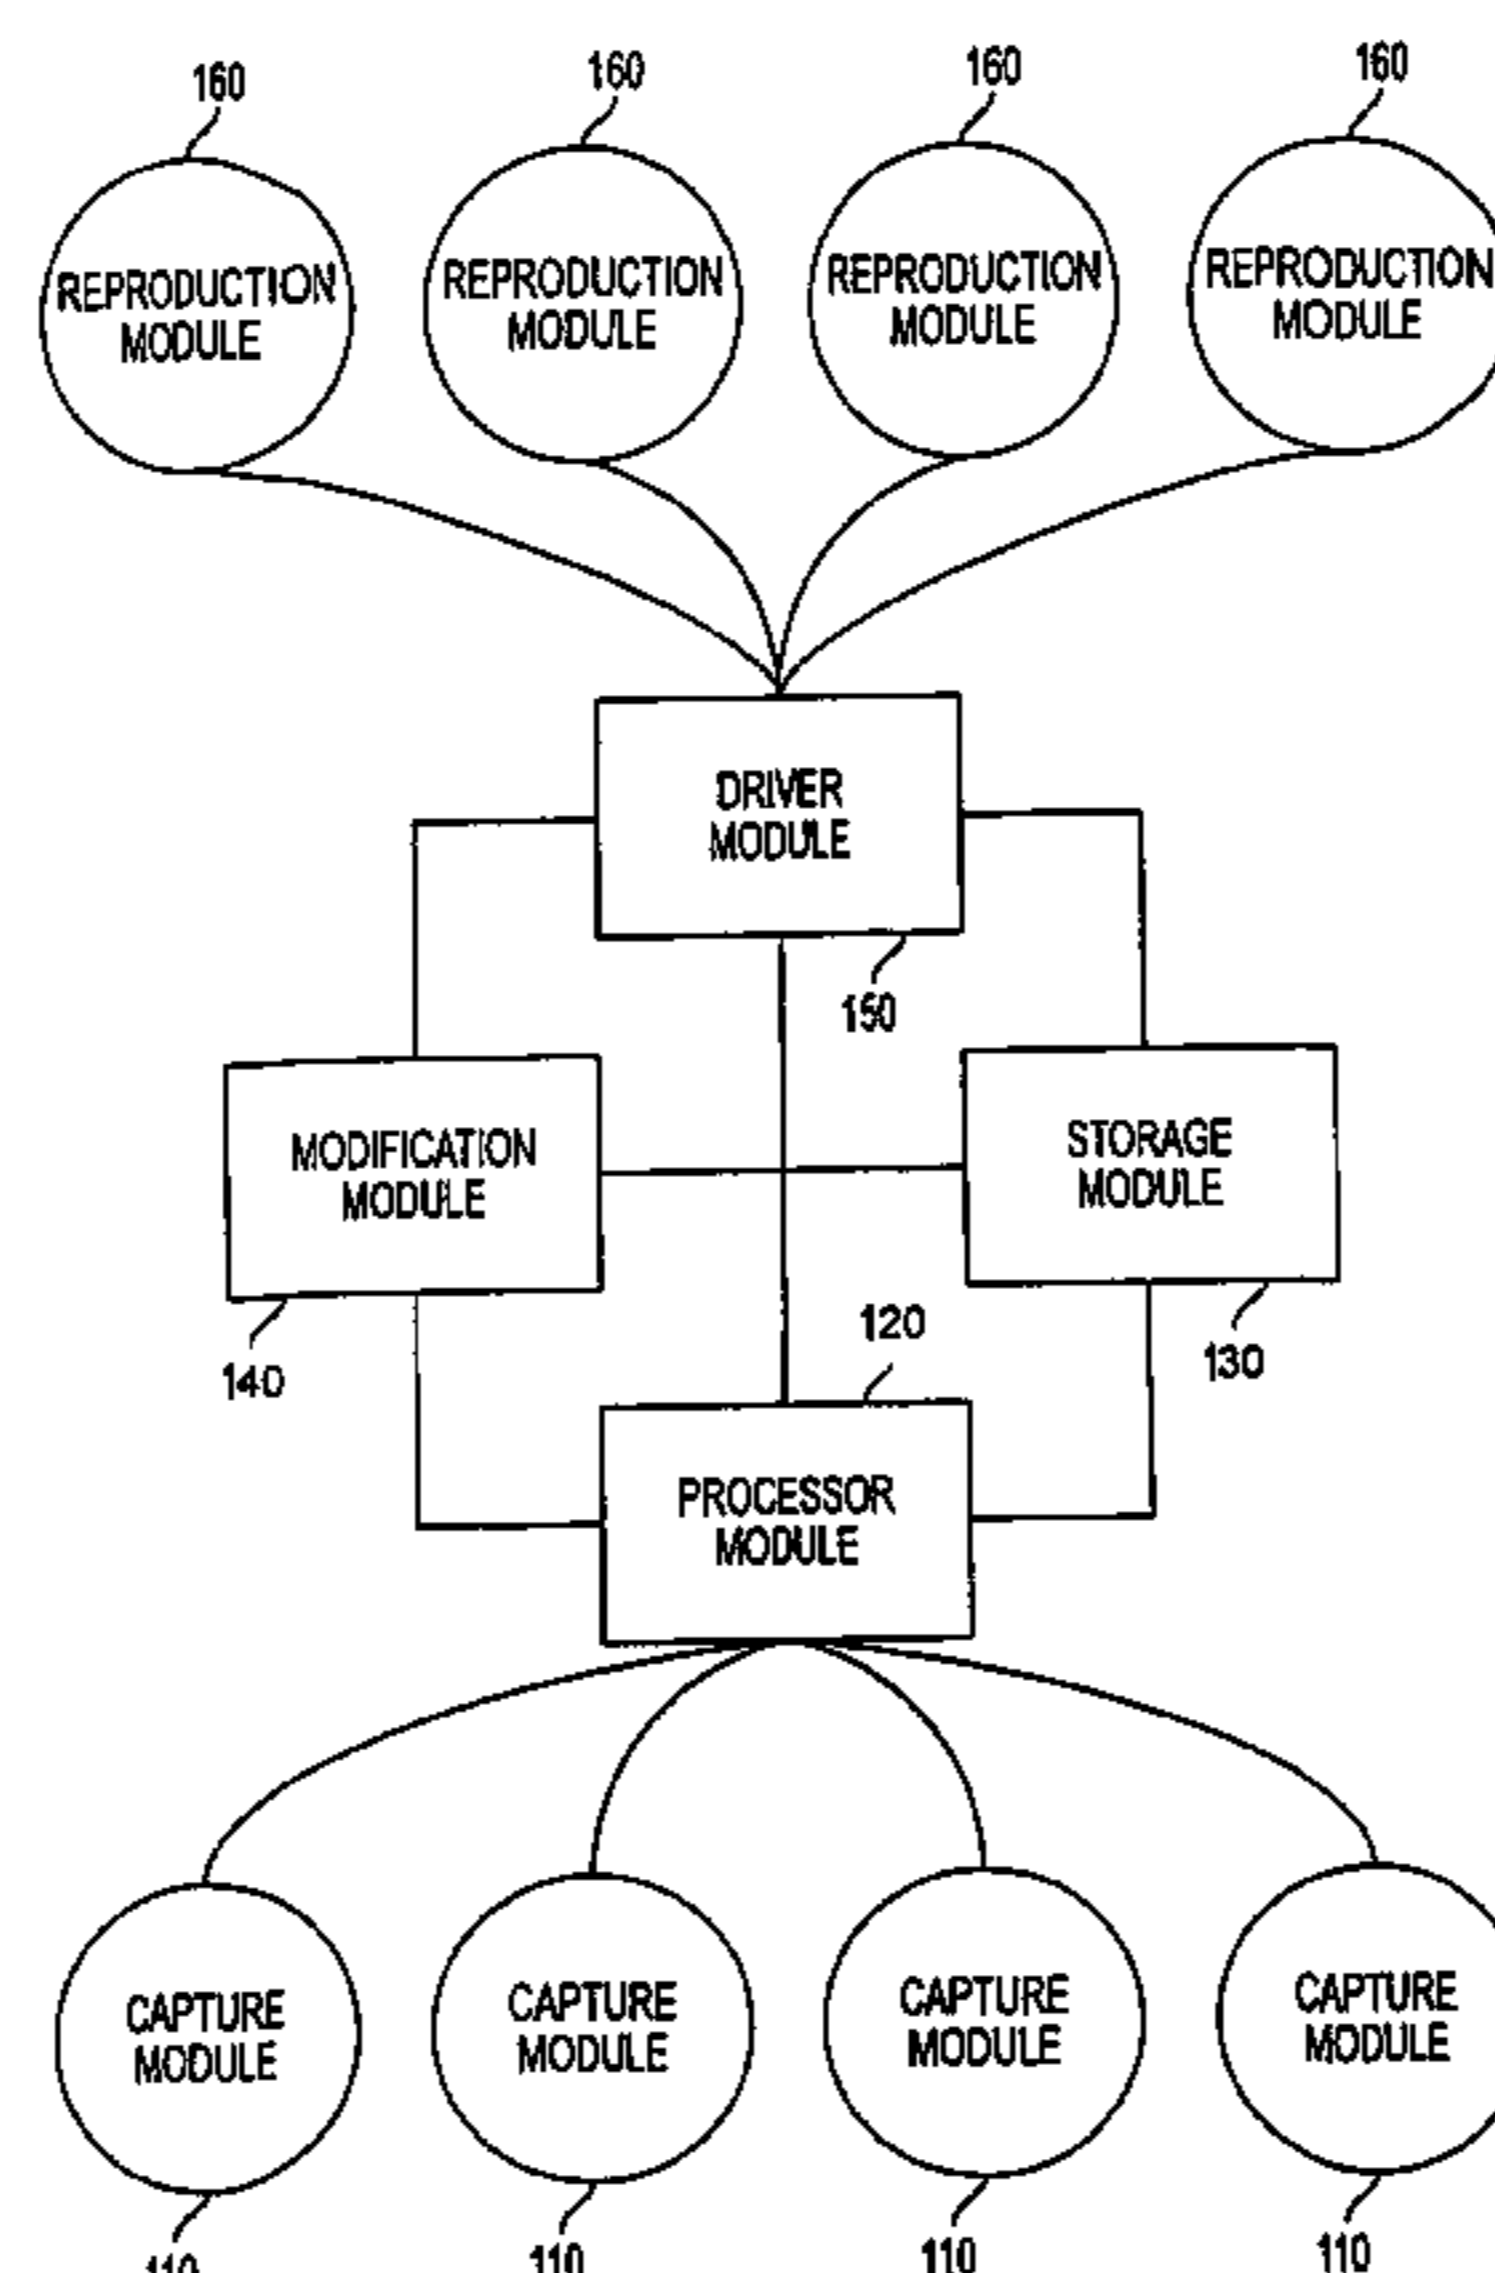 160 160 160 160
REPRODUCTION REPRODUCTION REPRODUCTION REPRODUCTION
MODULE MODULE MODULE MODULE
DRIVER
MODULE
150
MODIFICATION
MODULE
STORAGE
MODULE
140
120
130
PROCESSOR
MODULE
CAPTURE CAPTURE CAPTURE CAPTURE
MODULE MODULE MODULE MODULE
110 110 110 110